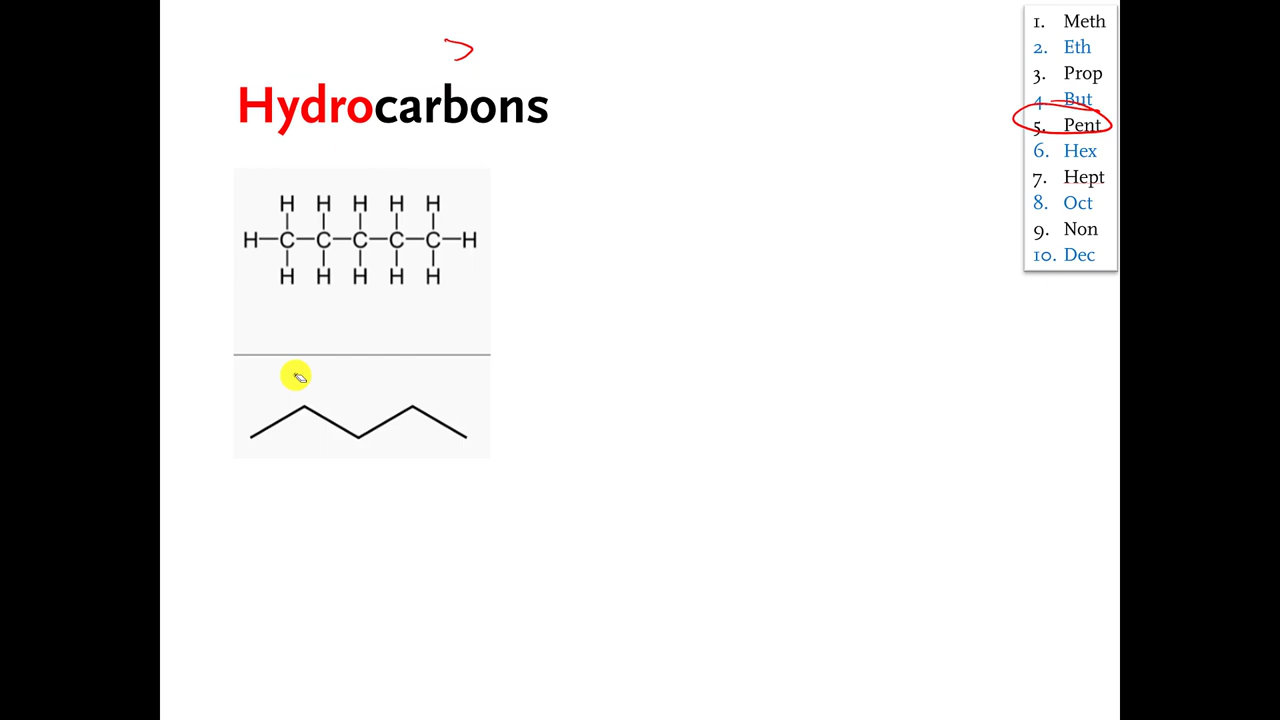 Hydrocarbons
H H H H H
H-C-C-C-C-C-H
H H H H H
1. Meth
2. Eth
3. Prop
4. But
5. Pent
6. Hex
7. Hept
8. Oct
9. Non
10. Dec